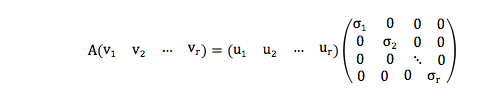 A(v₁ v₂ ⋯ vᵣ) = (u₁ u₂ ⋯ uᵣ) (σ₁ 0 0 0
0 σ₂ 0 0
0 0 ⋱ 0
0 0 0 σᵣ)